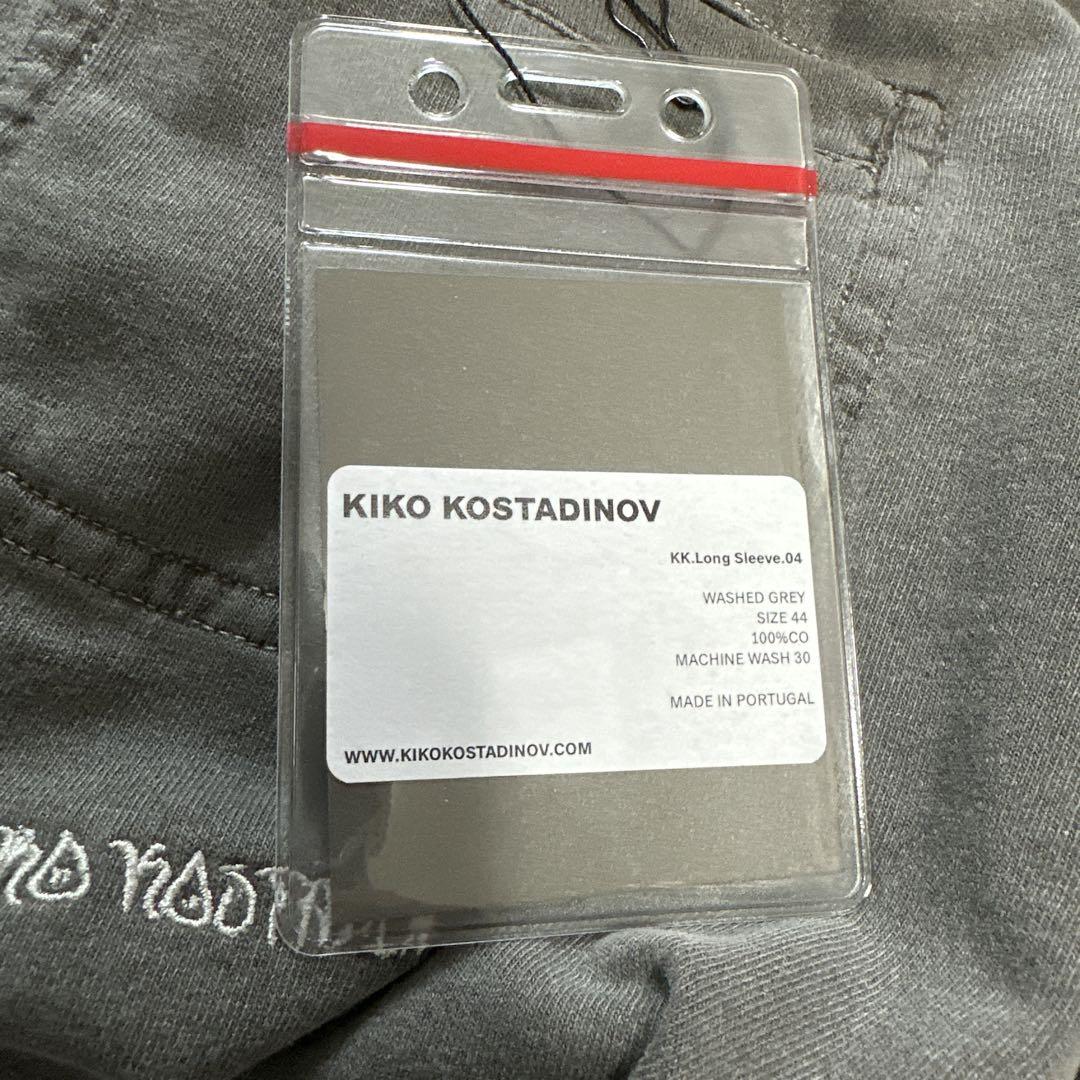 KIKO KOSTADINOV
KK.Long Sleeve.04
WASHED GREY
SIZE 44
100%CO
MACHINE WASH 30
MADE IN PORTUGAL
WWW.KIKOKOSTADINOV.COM